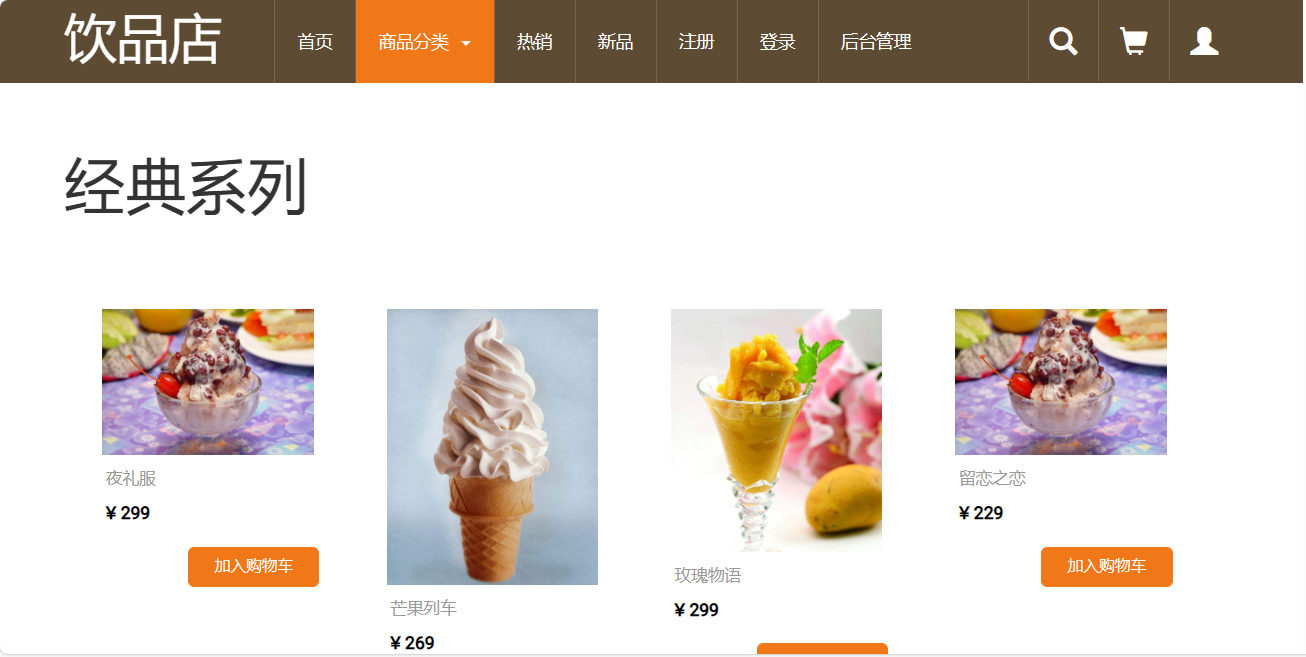 饮品店
首页
商品分类
热销
新品
注册
登录
后台管理
经典系列
夜礼服
¥ 299
加入购物车
芒果列车
¥ 269
玫瑰物语
¥ 299
留恋之恋
¥ 229
加入购物车